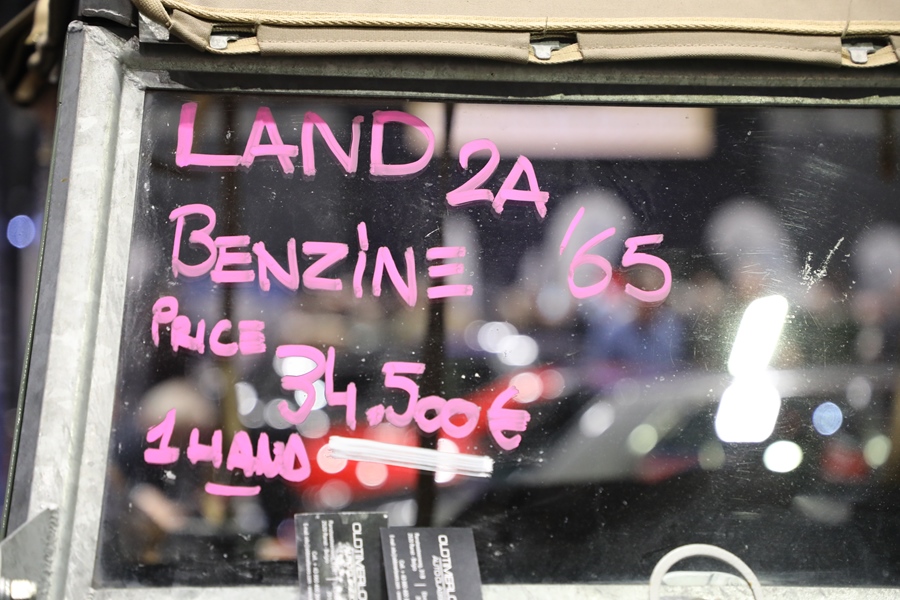 LAND 2A
BENZINE '65
PRICE
34.500€
1 HAND